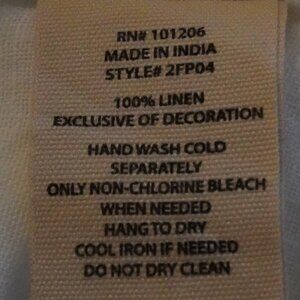 RN# 101206
MADE IN INDIA
STYLE# 2FP04
100% LINEN
EXCLUSIVE OF DECORATION
HAND WASH COLD
SEPARATELY
ONLY NON-CHLORINE BLEACH
WHEN NEEDED
HANG TO DRY
COOL IRON IF NEEDED
DO NOT DRY CLEAN